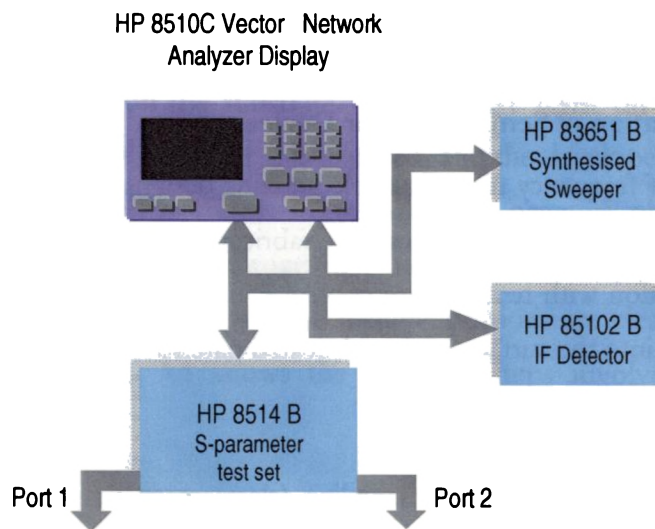 HP 8510C Vector Network
Analyzer Display
HP 83651 B
Synthesised
Sweeper
HP 85102 B
IF Detector
HP 8514 B
S-parameter
test set
Port 1
Port 2